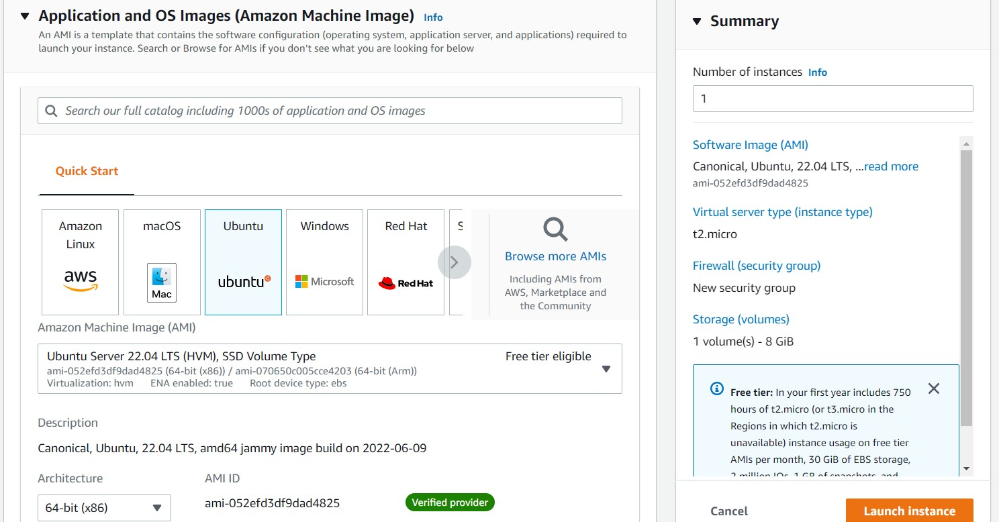 Application and OS Images (Amazon Machine Image) Info
An AMI is a template that contains the software configuration (operating system, application server, and applications) required to
launch your instance. Search or Browse for AMIs if you don’t see what you are looking for below
Search our full catalog including 1000s of application and OS images
Quick Start
Amazon
Linux
aws
macOS
Mac
Ubuntu
ubuntu
Windows
Microsoft
Red Hat
Red Hat
S
Browse more AMIs
Including AMIs from
AWS, Marketplace and
the Community
Amazon Machine Image (AMI)
Ubuntu Server 22.04 LTS (HVM), SSD Volume Type Free tier eligible
ami-052efd3df9dad4825 (64-bit (x86)) / ami-070650c005cce4203 (64-bit (Arm))
Virtualization: hvm ENA enabled: true Root device type: ebs
Description
Canonical, Ubuntu, 22.04 LTS, amd64 jammy image build on 2022-06-09
Architecture AMI ID
64-bit (x86) ami-052efd3df9dad4825 Verified provider
Summary
Number of instances Info
1
Software Image (AMI)
Canonical, Ubuntu, 22.04 LTS, ...read more
ami-052efd3df9dad4825
Virtual server type (instance type)
t2.micro
Firewall (security group)
New security group
Storage (volumes)
1 volume(s) - 8 GiB
Free tier: In your first year includes 750
hours of t2.micro (or t3.micro in the
Regions in which t2.micro is
unavailable) instance usage on free tier
AMIs per month, 30 GiB of EBS storage,
2 million IOs, 1 GB of snapshots, and
Cancel Launch instance